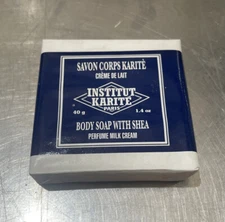 SAVON CORPS KARITÈ
CRÈME DE LAIT
INSTITUT
KARITÉ
PARIS
40 g 1.4 oz
BODY SOAP WITH SHEA
PERFUME MILK CREAM